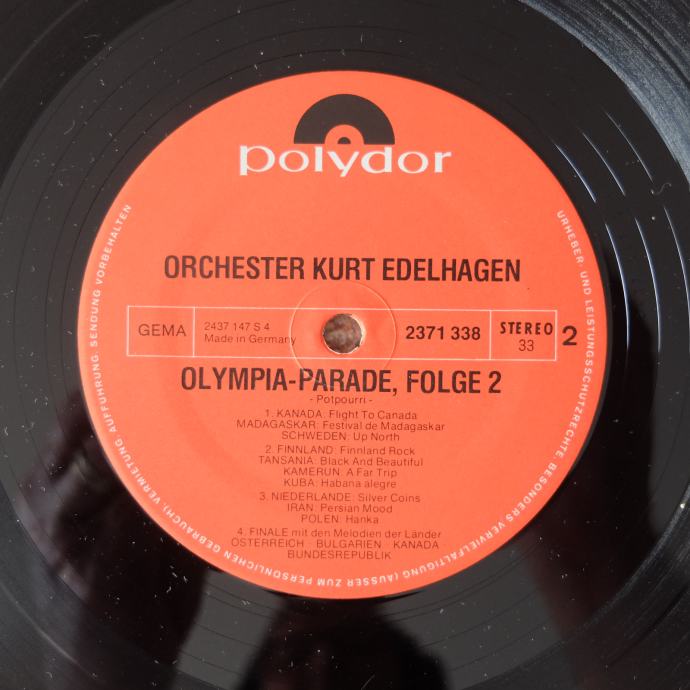 polydor
ORCHESTER KURT EDELHAGEN
GEMA
2437 147 S 4
Made in Germany
2371 338
STEREO
33
2
OLYMPIA-PARADE, FOLGE 2
- Potpourri -
1. KANADA: Flight To Canada
MADAGASKAR: Festival de Madagaskar
SCHWEDEN: Up North
2. FINNLAND: Finnland Rock
TANSANIA: Black And Beautiful
KAMERUN: A Far Trip
KUBA: Habana alegre
3. NIEDERLANDE: Silver Coins
IRAN: Persian Mood
POLEN: Hanka
4. FINALE mit den Melodien der Länder
ÖSTERREICH · BULGARIEN · KANADA ·
BUNDESREPUBLIK
URHEBER- UND LEISTUNGSSCHUTZRECHTE BESONDERS VERVIELFÄLTIGUNG (AUSSER ZUM PERSÖNLICHEN GEBRAUCH), VERMIETUNG, AUFFÜHRUNG, SENDUNG VORBEHALTEN